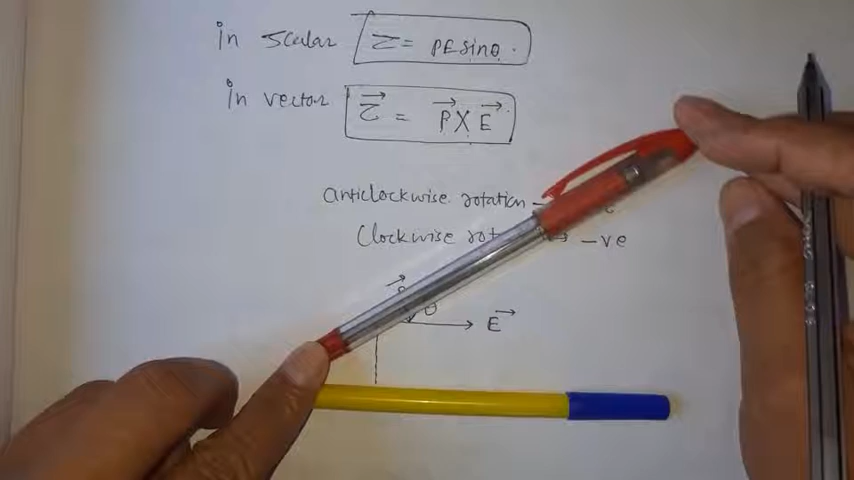 in scalar τ = PE sinθ.
in vector τ⃗ = P⃗ X E⃗
anticlockwise rotation →
Clockwise → -ve
θ
E⃗